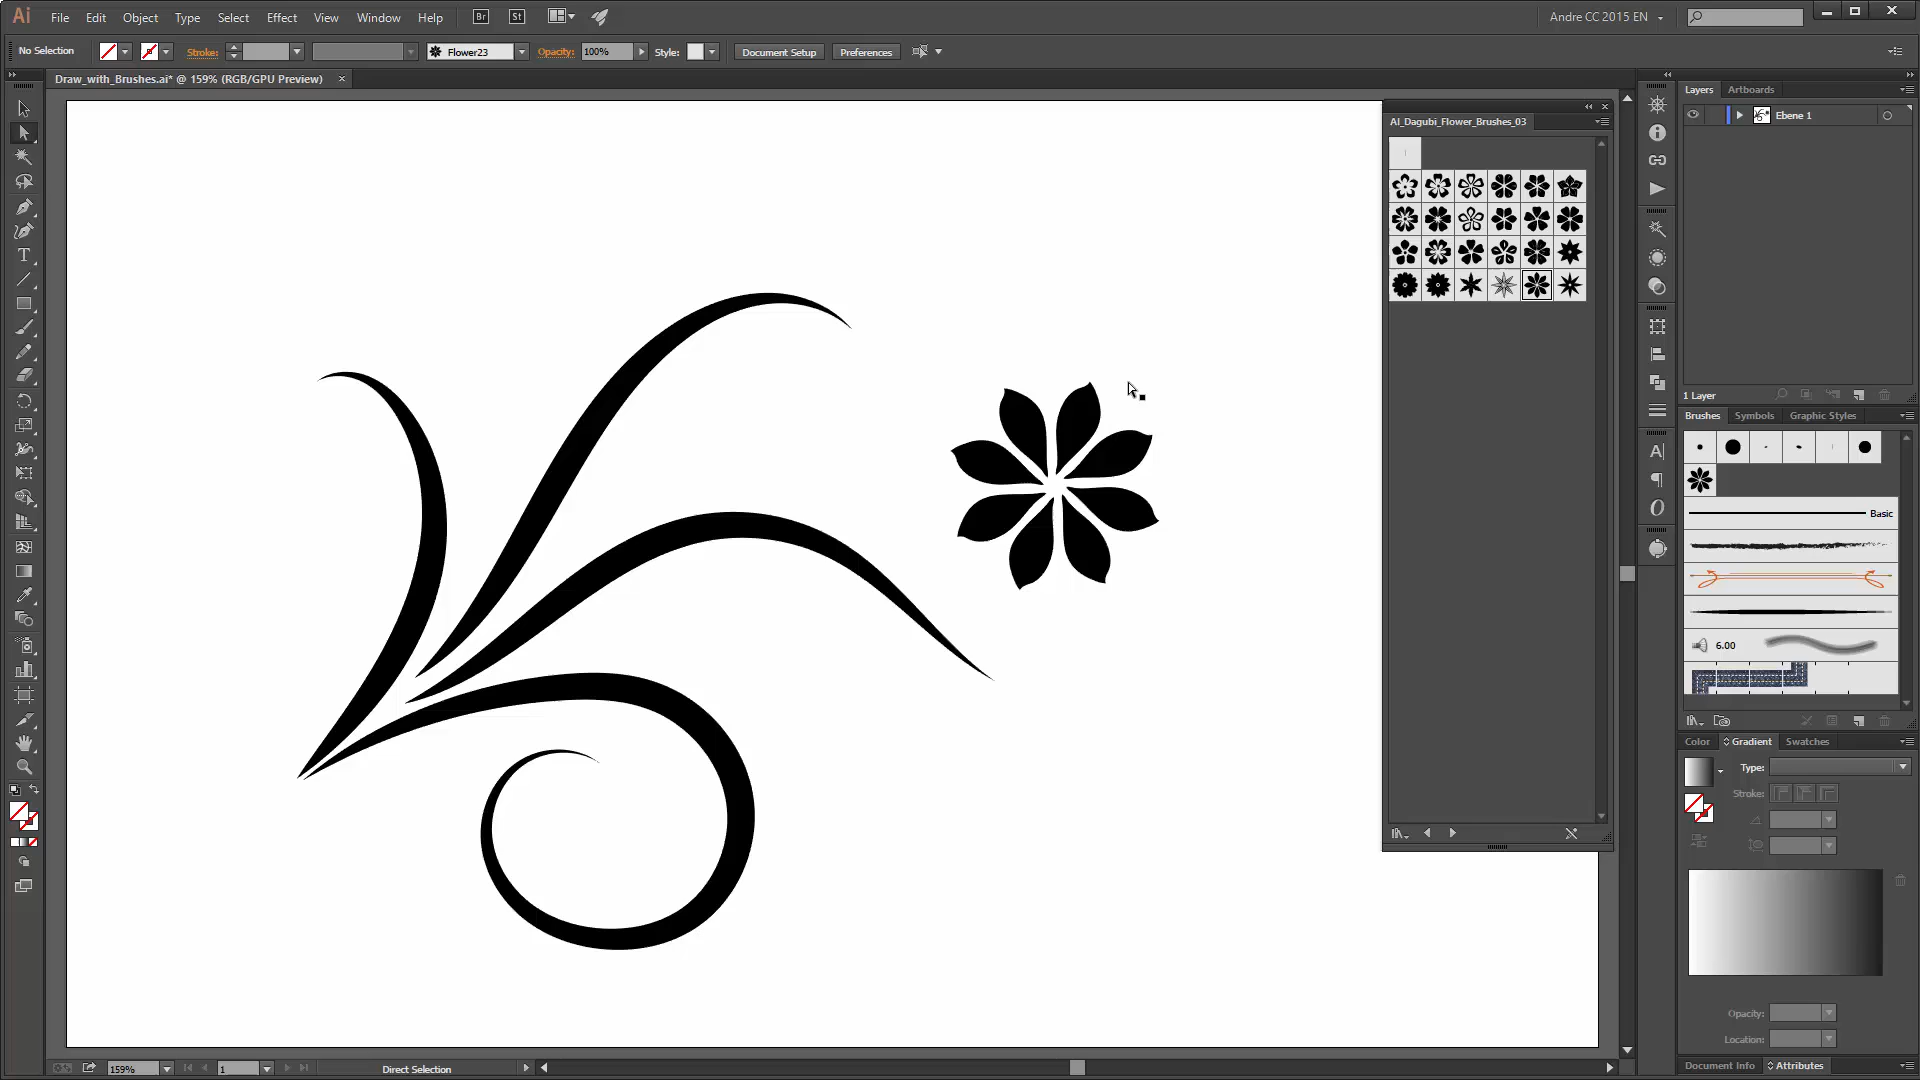 Ai File Edit Object Type Select Effect View Window Help Br St Andre CC 2015 EN
No Selection Stroke: Flower23 Opacity: 100% Style: Document Setup Preferences
Draw_with_Brushes.ai* @ 159% (RGB/GPU Preview)
Layers Artboards
Ebene 1
AI_Dagubi_Flower_Brushes_03
1 Layer
Brushes Symbols Graphic Styles
Basic
6.00
Color Gradient Swatches
Type:
Stroke:
Opacity:
Location:
159% 1 Direct Selection
Document Info Attributes